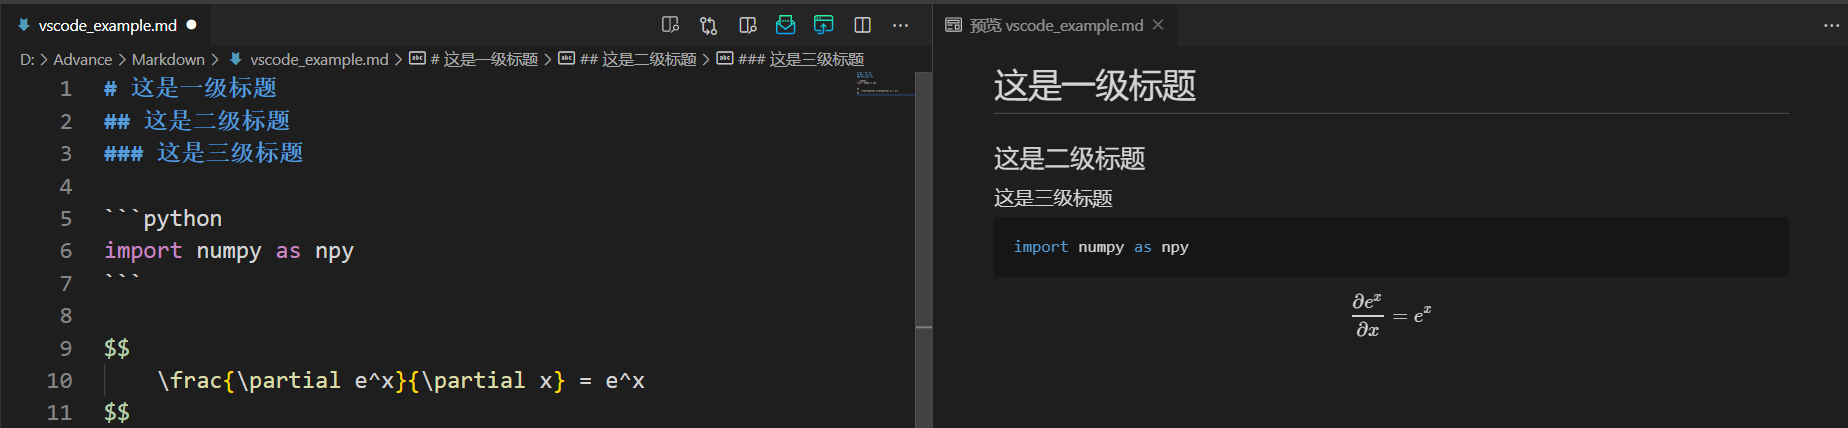 vscode_example.md
D: > Advance > Markdown > vscode_example.md > # 这是一级标题 > ## 这是二级标题 > ### 这是三级标题
1 # 这是一级标题
2 ## 这是二级标题
3 ### 这是三级标题
4
5 ```python
6 import numpy as npy
7 ```
8
9 $$
10 \frac{\partial e^x}{\partial x} = e^x
11 $$
预览 vscode_example.md
这是一级标题
这是二级标题
这是三级标题
import numpy as npy
∂eˣ/∂x = eˣ